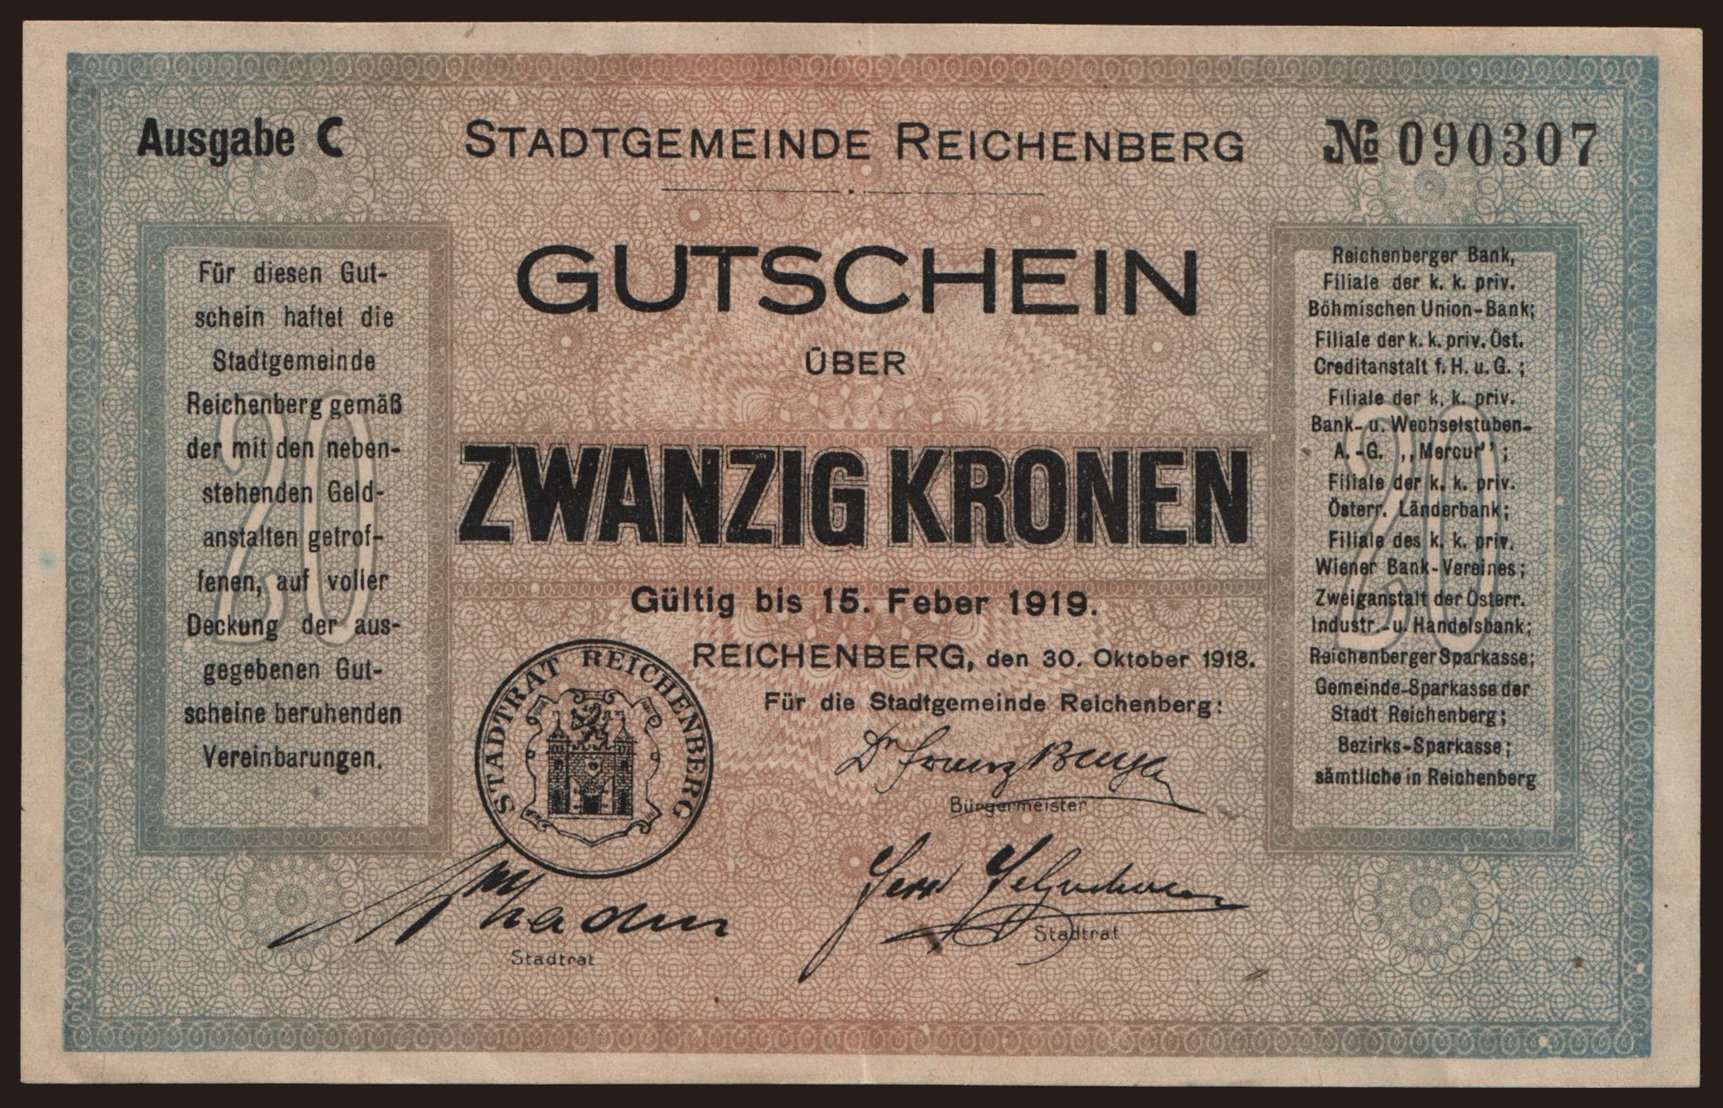 Ausgabe C
STADTGEMEINDE REICHENBERG
№ 090307
GUTSCHEIN
ÜBER
ZWANZIG KRONEN
Gültig bis 15. Feber 1919.
REICHENBERG, den 30. Oktober 1918.
Für die Stadtgemeinde Reichenberg:
Dr Franz Bayer
Bürgermeister
Stadtrat
Stadtrat
STADTRAT REICHENBERG
Für diesen Gut-
schein haftet die
Stadtgemeinde
Reichenberg gemäß
der mit den neben-
stehenden Geld-
anstalten getrof-
fenen, auf voller
Deckung der aus-
gegebenen Gut-
scheine beruhenden
Vereinbarungen.
20
Reichenberger Bank,
Filiale der k. k. priv.
Böhmischen Union-Bank;
Filiale der k. k. priv. Öst.
Creditanstalt f. H. u. G. ;
Filiale der k. k. priv.
Bank- u. Wechselstuben-
A.-G. ,,Mercur'' ;
Filiale der k. k. priv.
Österr. Länderbank;
Filiale des k. k. priv.
Wiener Bank-Vereines;
Zweiganstalt der Österr.
Industr.-u. Handelsbank;
Reichenberger Sparkasse;
Gemeinde-Sparkasse der
Stadt Reichenberg;
Bezirks-Sparkasse;
sämtliche in Reichenberg
20